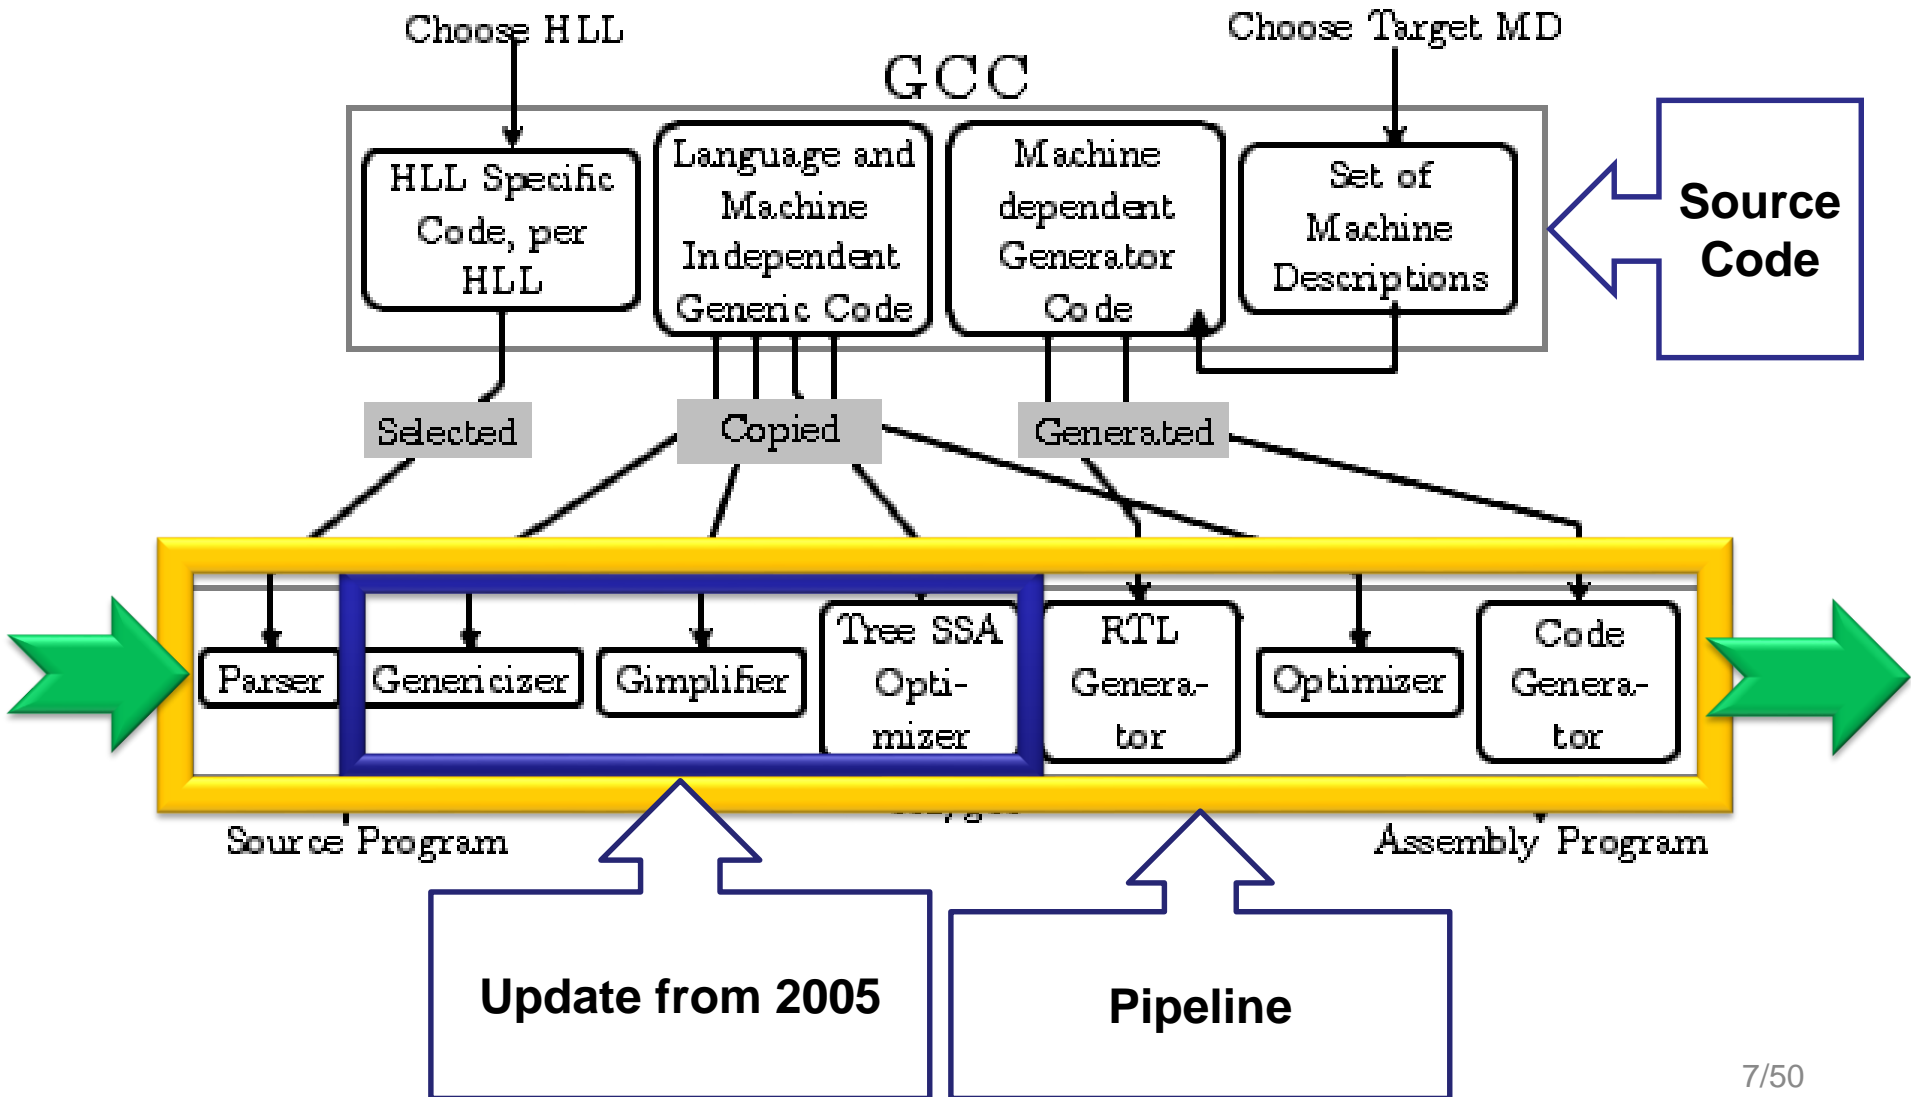 Choose HLL
Choose Target MD
GCC
HLL Specific
Code, per
HLL
Language and
Machine
Independent
Generic Code
Machine
dependent
Generator
Code
Set of
Machine
Descriptions
Source
Code
Selected
Copied
Generated
Parser
Genericizer
Gimplifier
Tree SSA
Opti-
mizer
RTL
Genera-
tor
Optimizer
Code
Genera-
tor
Source Program
Assembly Program
Update from 2005
Pipeline
7/50